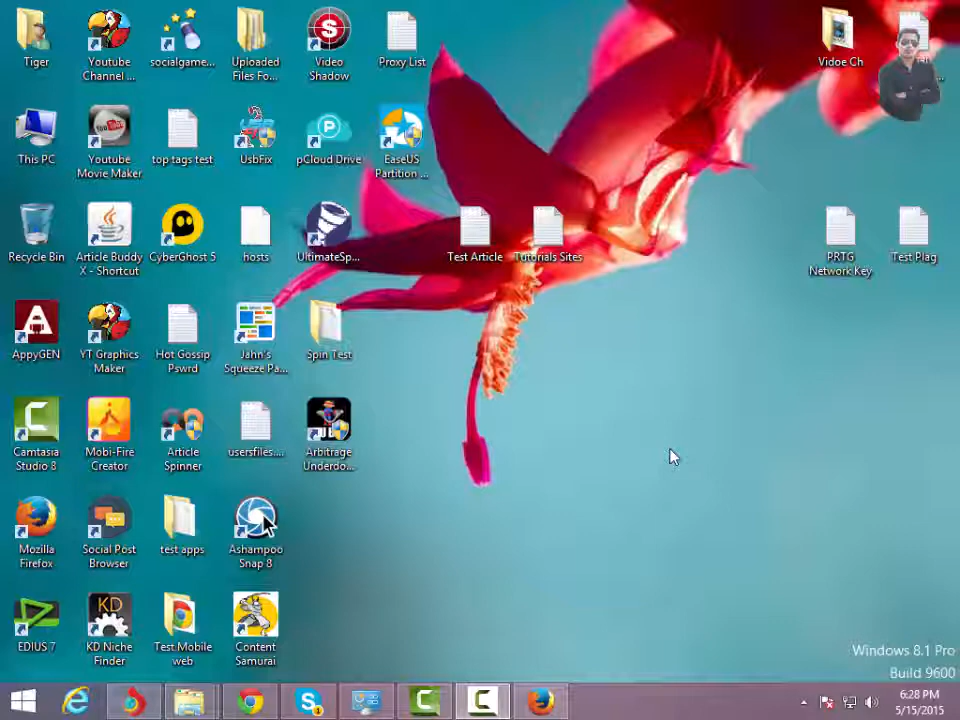 Tiger
Youtube Channel ...
socialgame...
Uploaded Files Fo...
Video Shadow
Proxy List
Vidoe Ch
This PC
Youtube Movie Maker
You Tube
top tags test
UsbFix
pCloud Drive
EaseUS Partition ...
Recycle Bin
Article Buddy X - Shortcut
CyberGhost 5
hosts
UltimateSp...
Test Article
Tutorials Sites
PRTG Network Key
Test Plag
AppyGEN
YT Graphics Maker
Hot Gossip Pswrd
Jahn's Squeeze Pa...
Spin Test
Camtasia Studio 8
Mobi-Fire Creator
Article Spinner
usersfiles....
Arbitrage Underdo...
Mozilla Firefox
Social Post Browser
test apps
Ashampoo Snap 8
EDIUS 7
KD
KD Niche Finder
Test Mobile web
Content Samurai
Windows 8.1 Pro
Build 9600
6:28 PM
5/15/2015